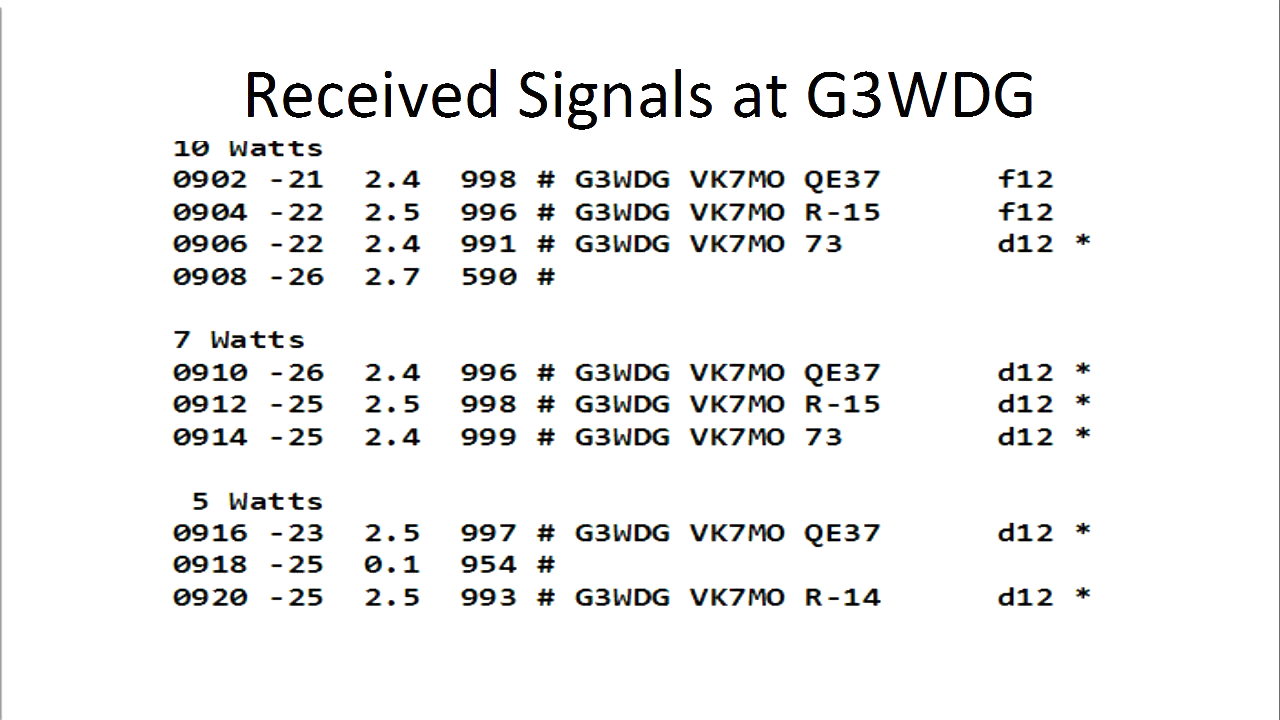 Received Signals at G3WDG
10 Watts
0902 -21 2.4 998 # G3WDG VK7MO QE37 f12
0904 -22 2.5 996 # G3WDG VK7MO R-15 f12
0906 -22 2.4 991 # G3WDG VK7MO 73 d12 *
0908 -26 2.7 590 #
7 Watts
0910 -26 2.4 996 # G3WDG VK7MO QE37 d12 *
0912 -25 2.5 998 # G3WDG VK7MO R-15 d12 *
0914 -25 2.4 999 # G3WDG VK7MO 73 d12 *
5 Watts
0916 -23 2.5 997 # G3WDG VK7MO QE37 d12 *
0918 -25 0.1 954 #
0920 -25 2.5 993 # G3WDG VK7MO R-14 d12 *